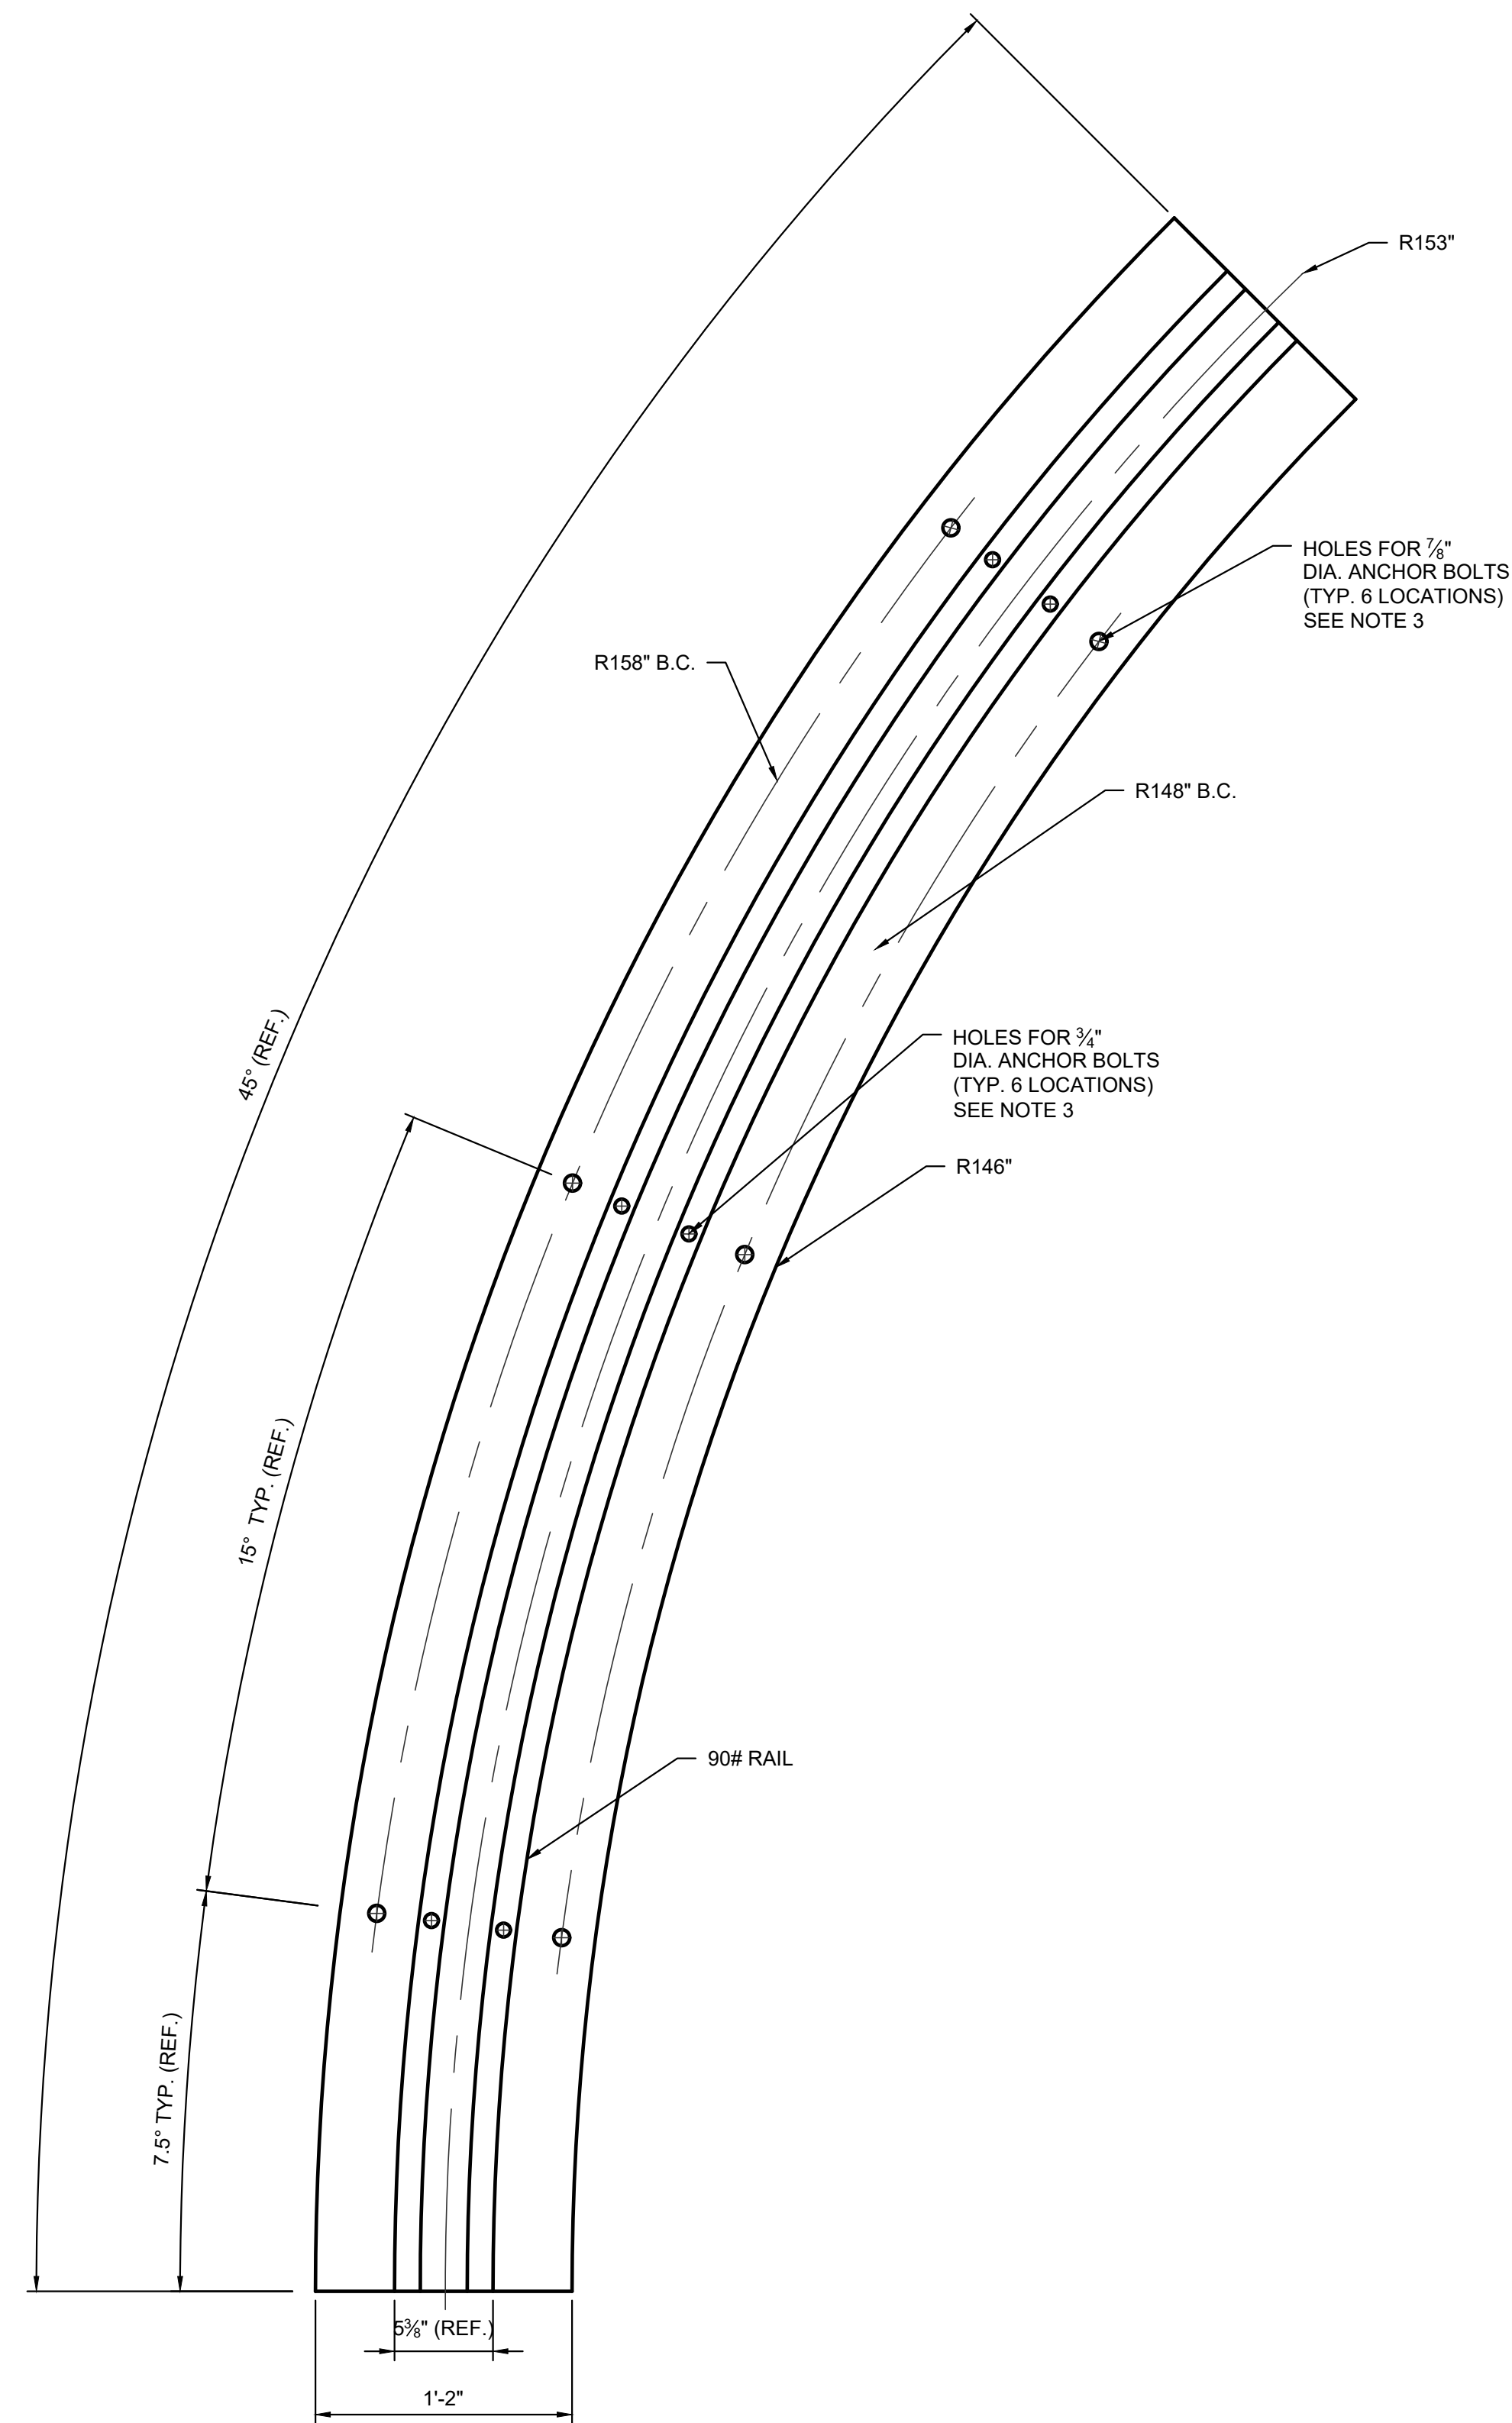 R153"
HOLES FOR ⅞"
DIA. ANCHOR BOLTS
(TYP. 6 LOCATIONS)
SEE NOTE 3
R158" B.C.
R148" B.C.
45° (REF.)
HOLES FOR ¾"
DIA. ANCHOR BOLTS
(TYP. 6 LOCATIONS)
SEE NOTE 3
R146"
15° TYP. (REF.)
90# RAIL
7.5° TYP. (REF.)
5⅜" (REF.)
1'-2"